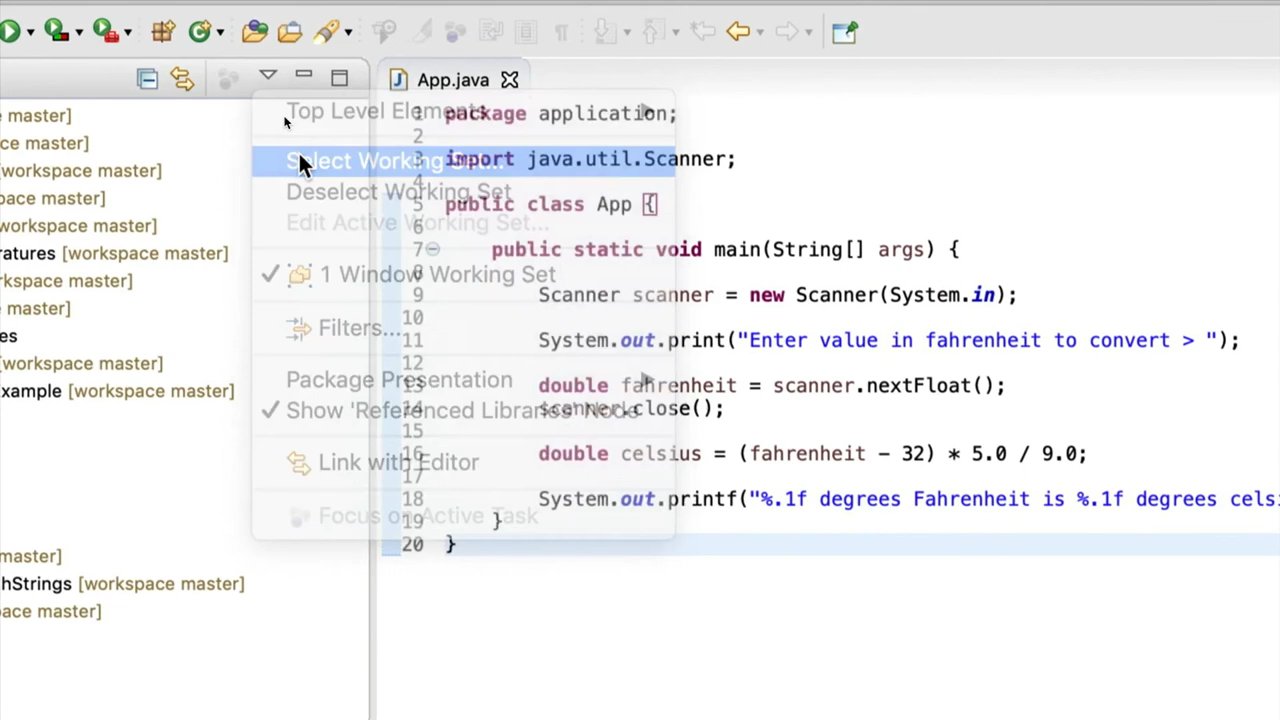 App.java
e master]
ce master]
[workspace master]
pace master]
e master]
ratures [workspace master]
rkspace master]
e master]
es
[workspace master]
xample [workspace master]
master]
hStrings [workspace master]
pace master]
Top Level Elements
Select Working Set...
Deselect Working Set
Edit Active Working Set...
1 Window Working Set
Filters...
Package Presentation
Show 'Referenced Libraries' Node
Link with Editor
Focus on Active Task
1 package application;
2
3 import java.util.Scanner;
4
5 public class App {
6
7 public static void main(String[] args) {
8
9 Scanner scanner = new Scanner(System.in);
10
11 System.out.print("Enter value in fahrenheit to convert > ");
12
13 double fahrenheit = scanner.nextFloat();
14 scanner.close();
15
16 double celsius = (fahrenheit - 32) * 5.0 / 9.0;
17
18 System.out.printf("%.1f degrees Fahrenheit is %.1f degrees cels
19 }
20 }